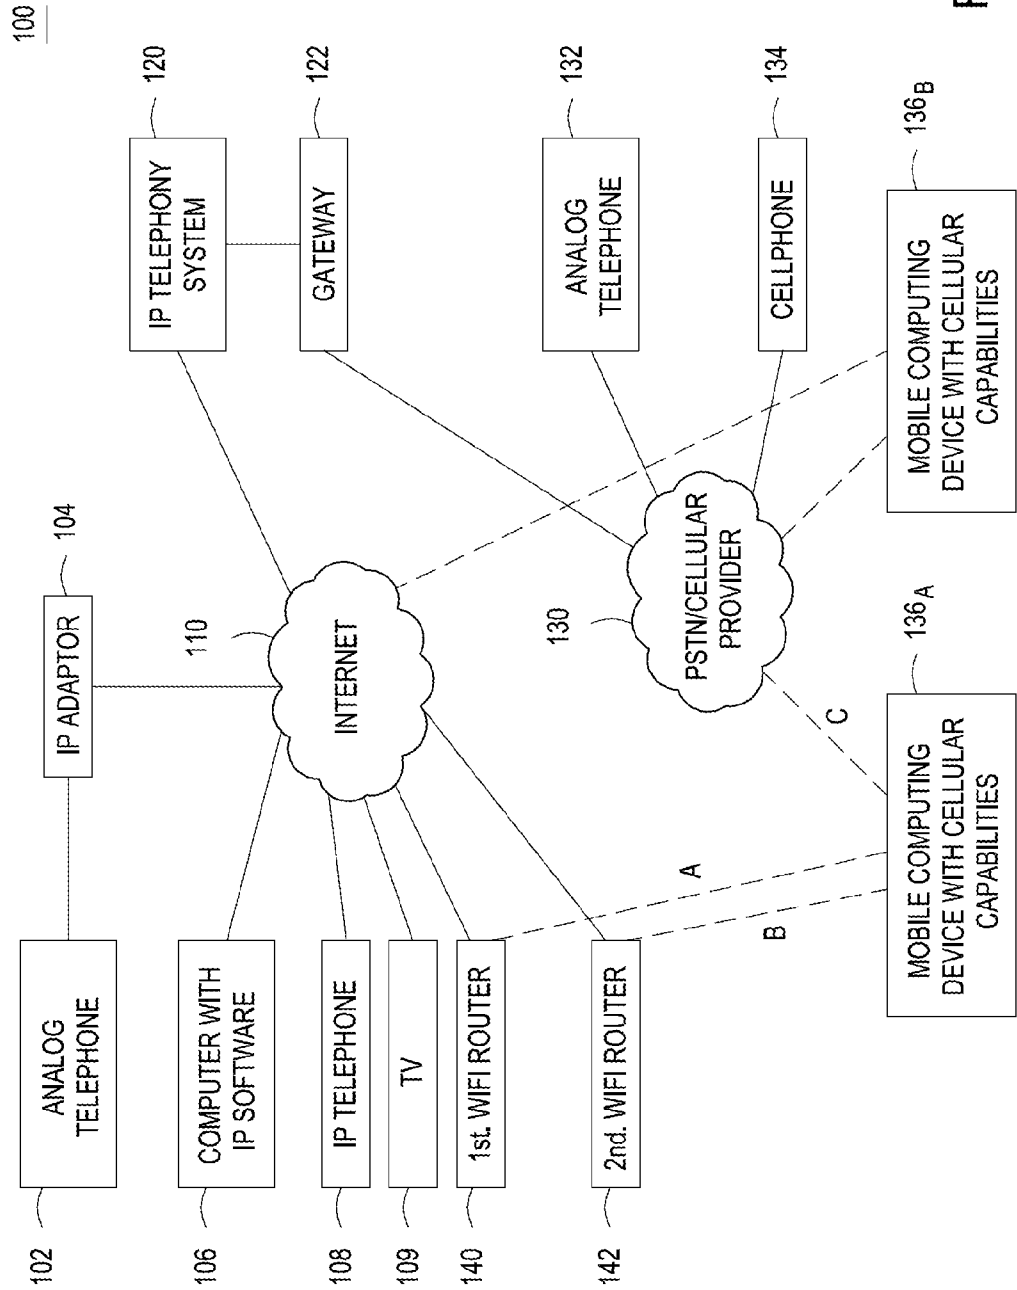 100
102
ANALOG
TELEPHONE
IP ADAPTOR
104
106
COMPUTER WITH
IP SOFTWARE
110
INTERNET
IP TELEPHONY
SYSTEM
120
108
IP TELEPHONE
109
TV
140
1st. WIFI ROUTER
142
2nd. WIFI ROUTER
GATEWAY
122
130
PSTN/CELLULAR
PROVIDER
ANALOG
TELEPHONE
132
CELLPHONE
134
A
B
C
MOBILE COMPUTING
DEVICE WITH CELLULAR
CAPABILITIES
136A
MOBILE COMPUTING
DEVICE WITH CELLULAR
CAPABILITIES
136B